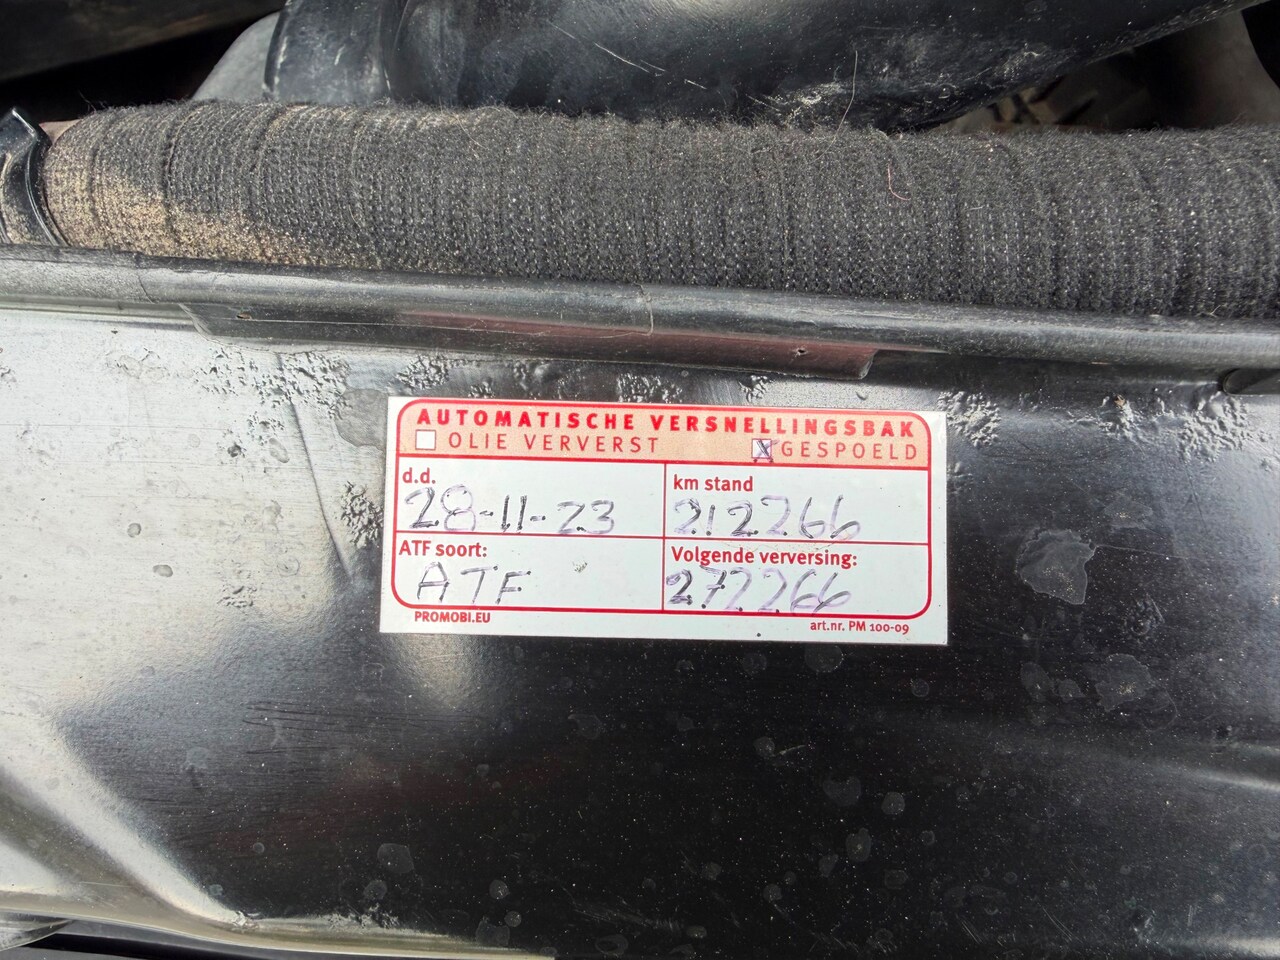 AUTOMATISCHE VERSNELLINGSBAK
OLIE VERVERST GESPOELD
d.d.
28-11-23
km stand
212266
ATF soort:
ATF
Volgende verversing:
272266
PROMOBI.EU
art.nr. PM 100-09